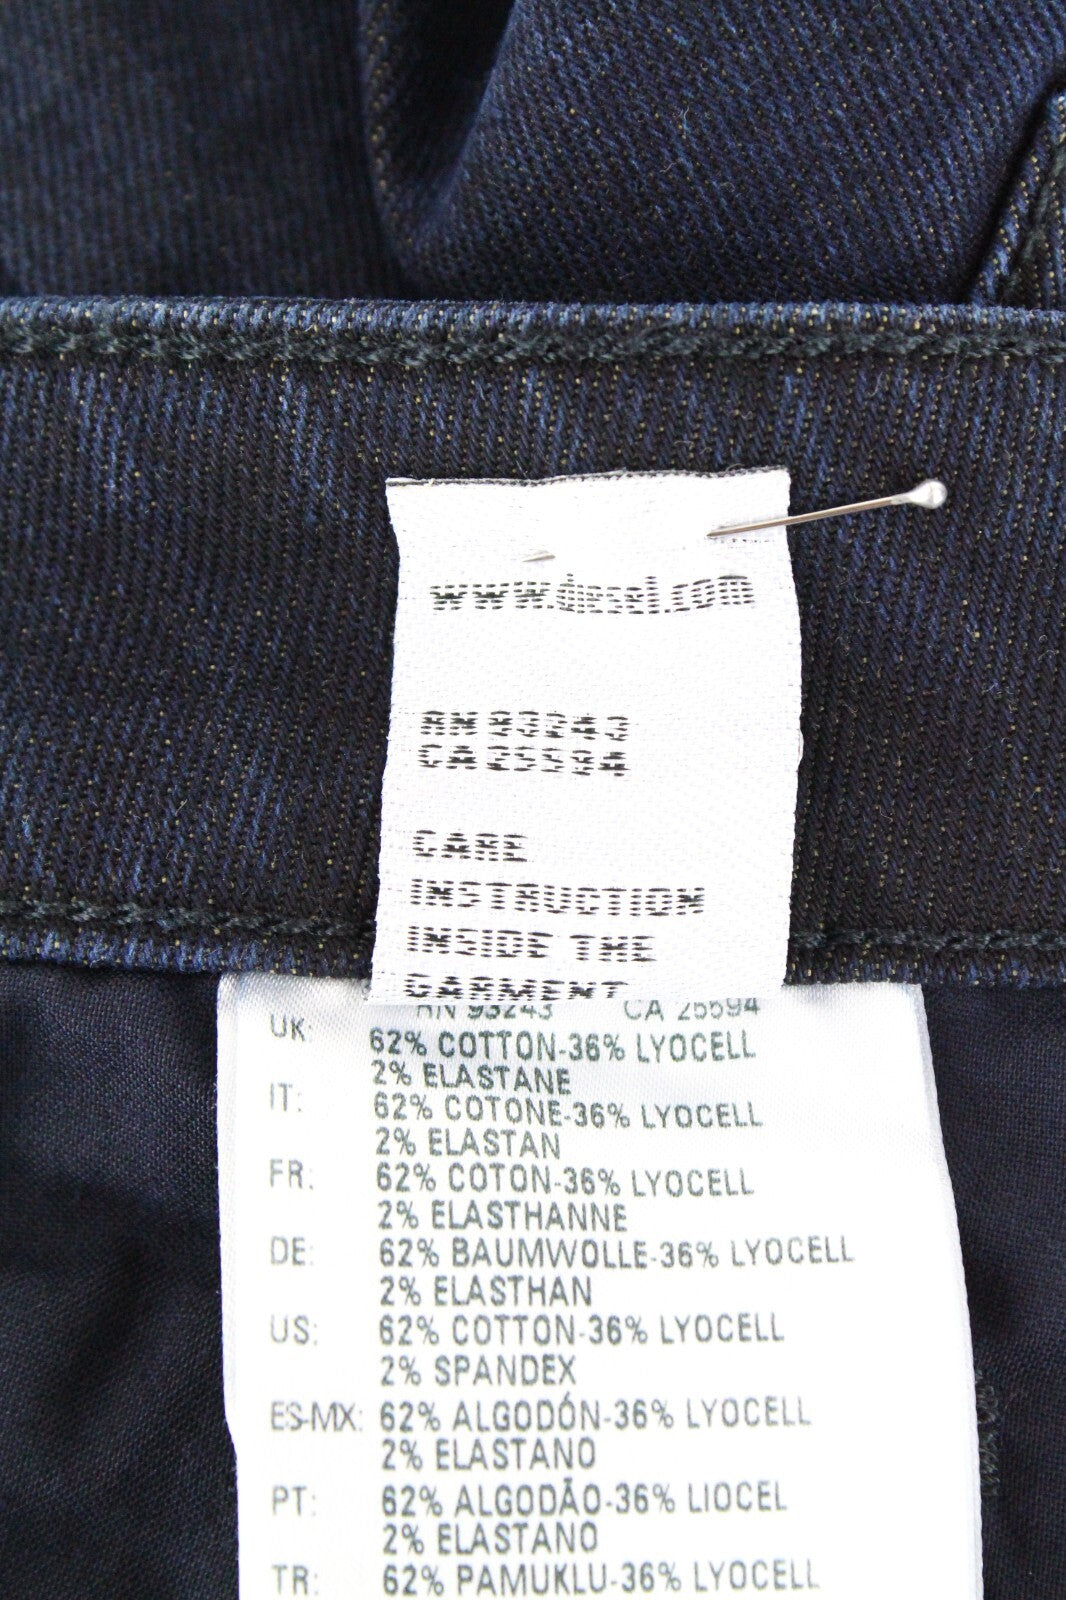 www.diesel.com
RN 93243
CA 25594
CARE
INSTRUCTION
INSIDE THE
GARMENT
RN 93243 CA 25594
UK: 62% COTTON-36% LYOCELL
2% ELASTANE
IT: 62% COTONE-36% LYOCELL
2% ELASTAN
FR: 62% COTON-36% LYOCELL
2% ELASTHANNE
DE: 62% BAUMWOLLE-36% LYOCELL
2% ELASTHAN
US: 62% COTTON-36% LYOCELL
2% SPANDEX
ES-MX: 62% ALGODÓN-36% LYOCELL
2% ELASTANO
PT: 62% ALGODÃO-36% LIOCEL
2% ELASTANO
TR: 62% PAMUKLU-36% LYOCELL